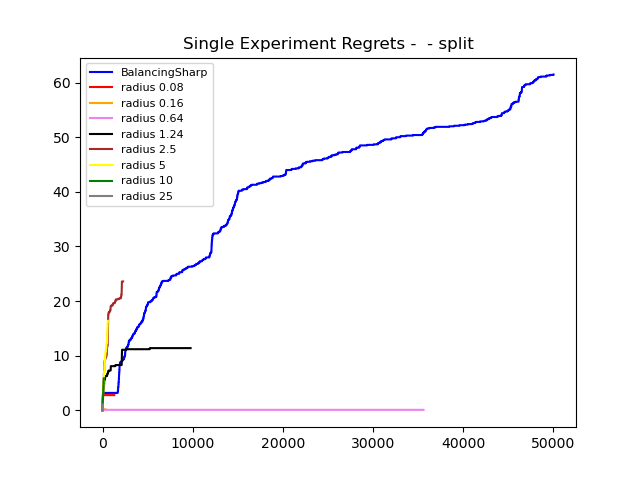 Single Experiment Regrets -  - split
BalancingSharp
radius 0.08
radius 0.16
radius 0.64
radius 1.24
radius 2.5
radius 5
radius 10
radius 25
60
50
40
30
20
10
0
0 10000 20000 30000 40000 50000